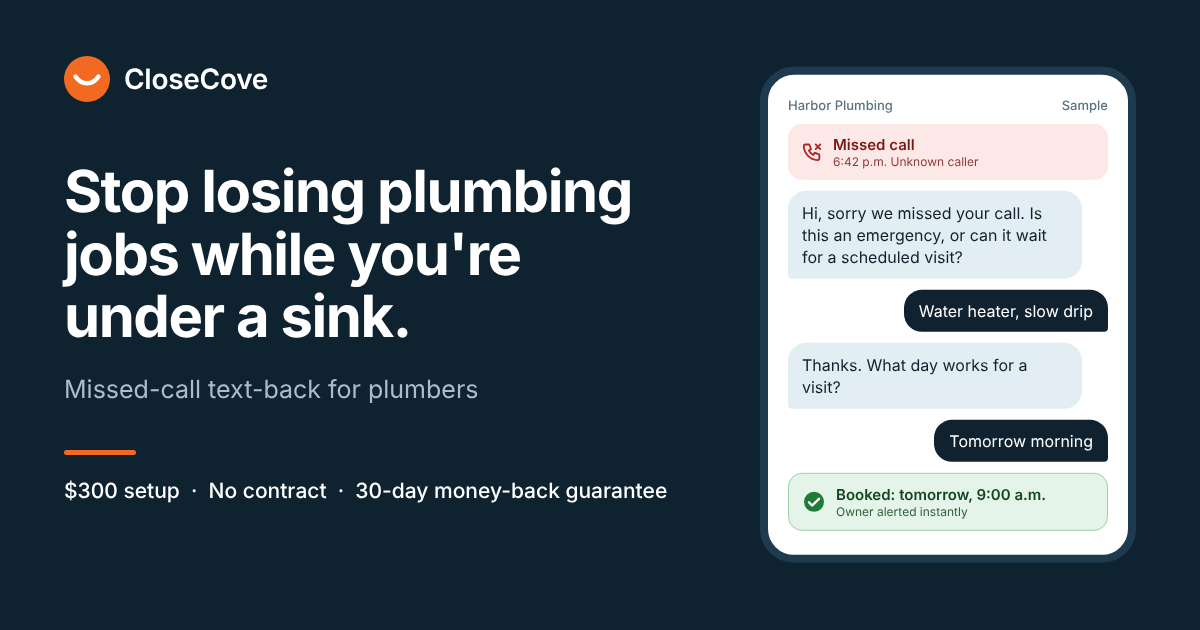 CloseCove
Stop losing plumbing
jobs while you're
under a sink.
Missed-call text-back for plumbers
$300 setup · No contract · 30-day money-back guarantee
Harbor Plumbing
Sample
Missed call
6:42 p.m. Unknown caller
Hi, sorry we missed your call. Is
this an emergency, or can it wait
for a scheduled visit?
Water heater, slow drip
Thanks. What day works for a
visit?
Tomorrow morning
Booked: tomorrow, 9:00 a.m.
Owner alerted instantly